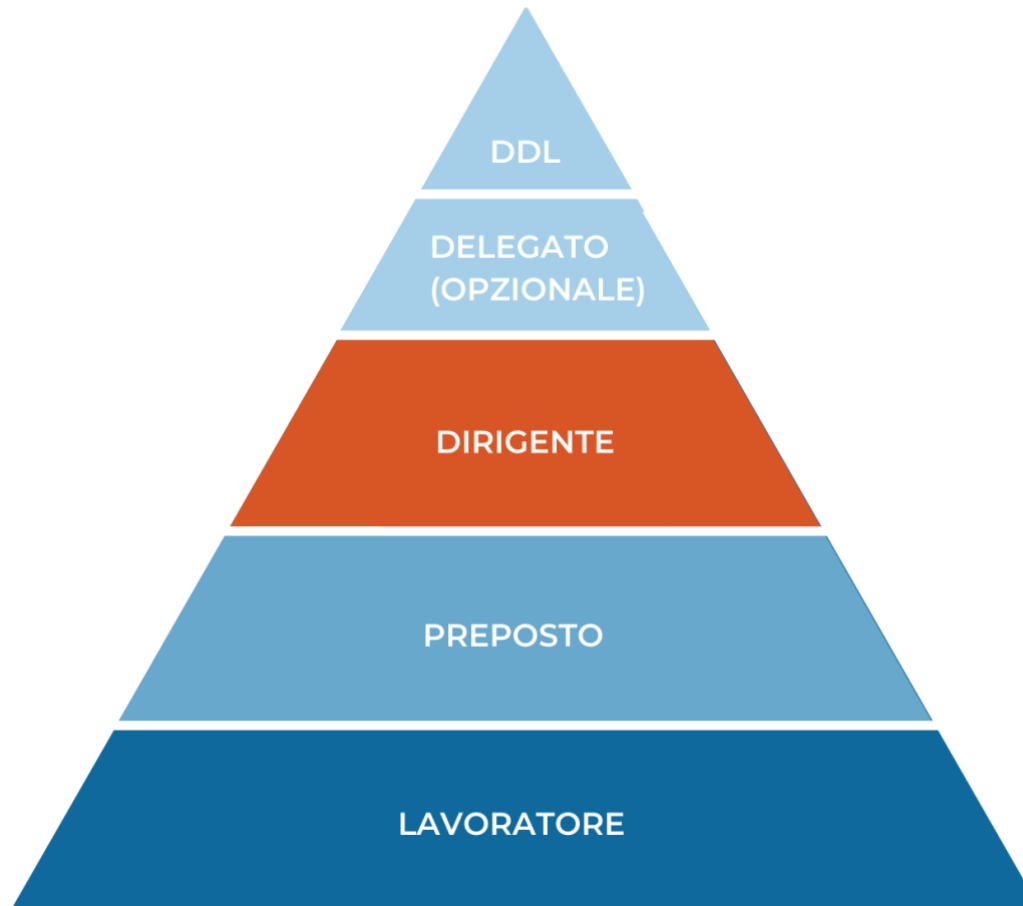 DDL
DELEGATO
(OPZIONALE)
DIRIGENTE
PREPOSTO
LAVORATORE